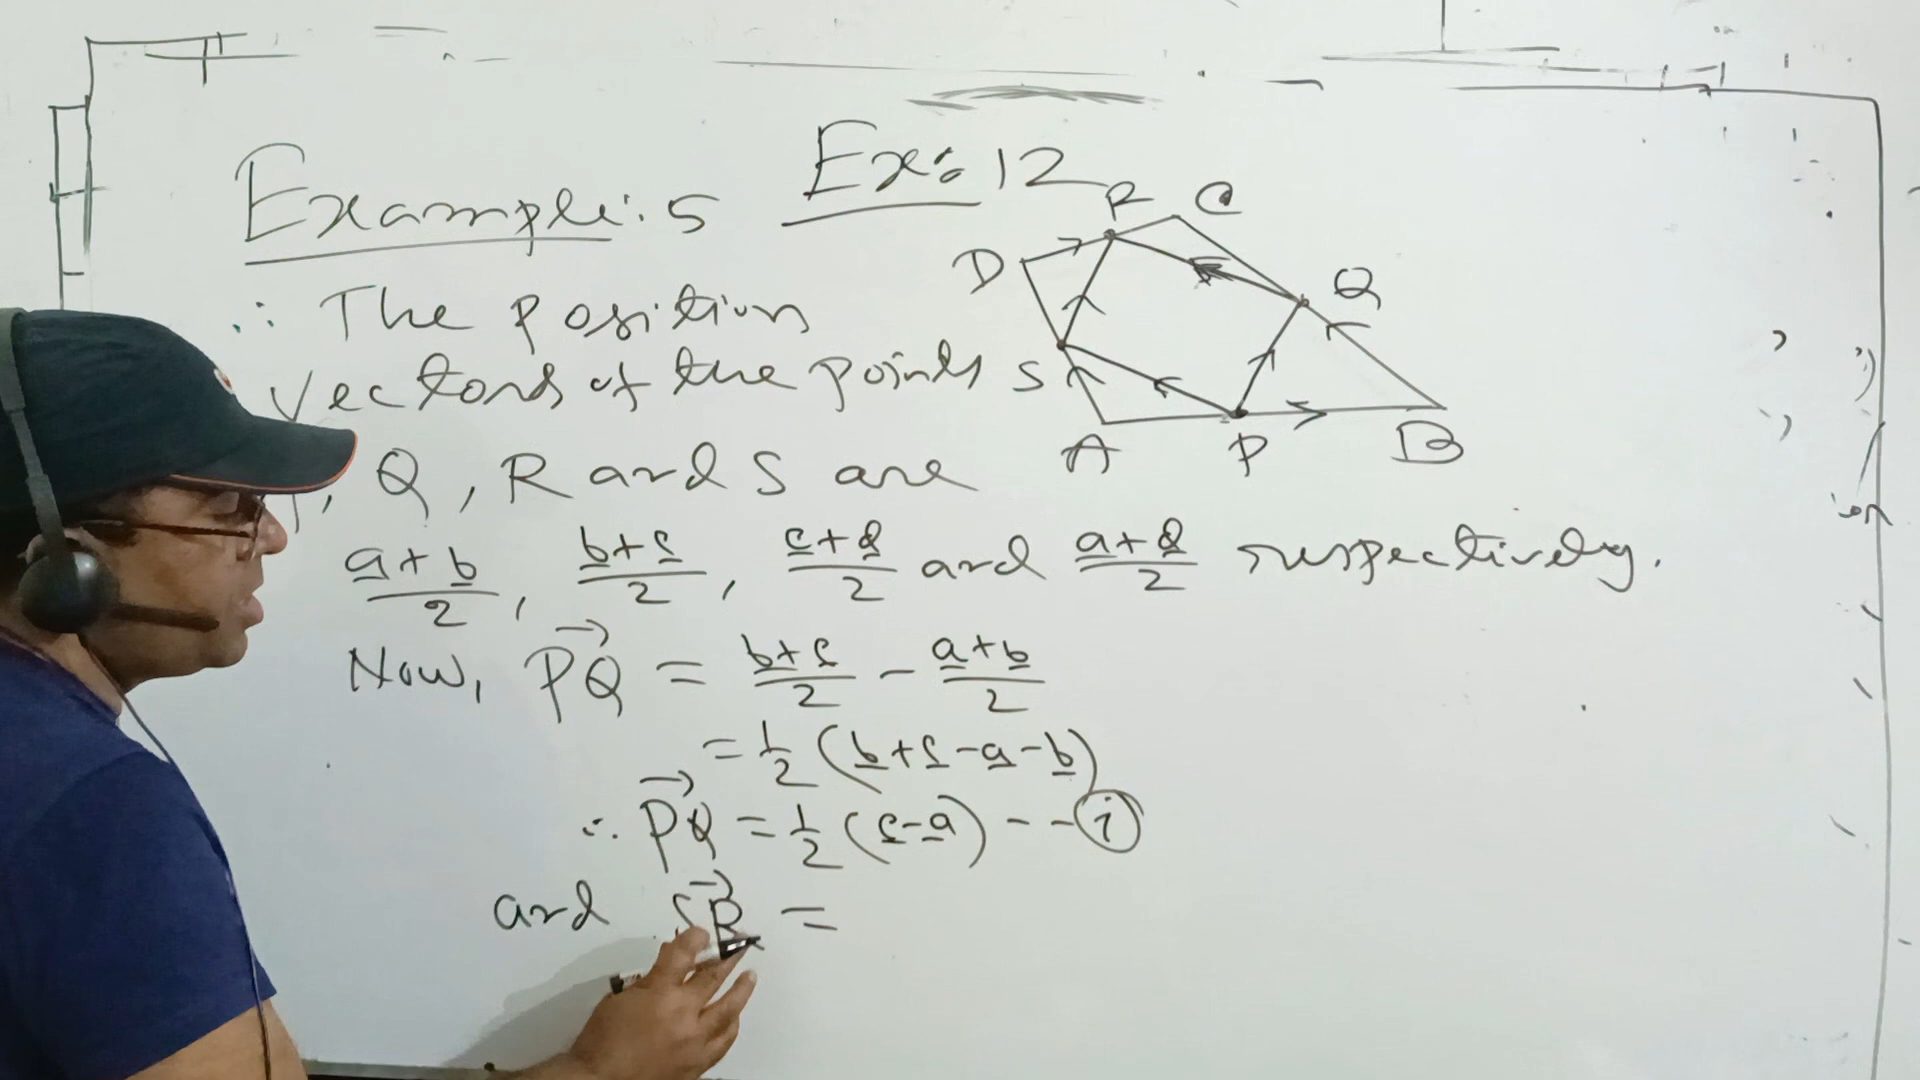 Example: 5 Ex: 12
R C
D Q
∴ The position
vectors of the points S
A P B
, Q, R and S are
a+b/2, b+c/2, c+d/2 and a+d/2 respectively.
Now, PQ→ = b+c/2 - a+b/2
= 1/2 (b+c-a-b)
∴ PQ→ = 1/2 (c-a) -- (i)
and SR→ =